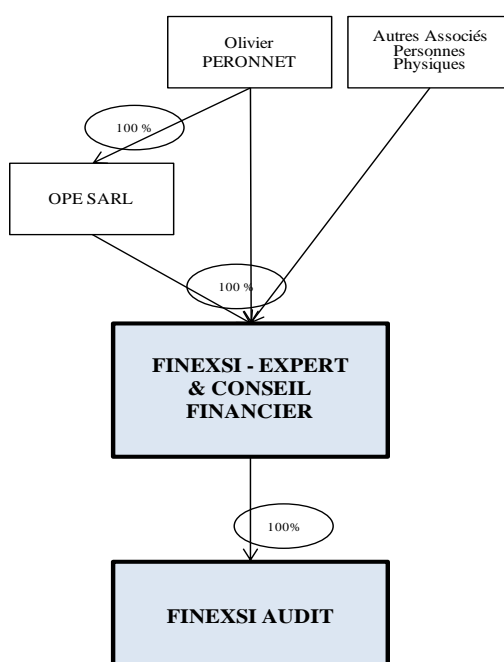 Olivier
PERONNET
Autres Associés
Personnes
Physiques
100 %
OPE SARL
100 %
FINEXSI - EXPERT
& CONSEIL
FINANCIER
100%
FINEXSI AUDIT